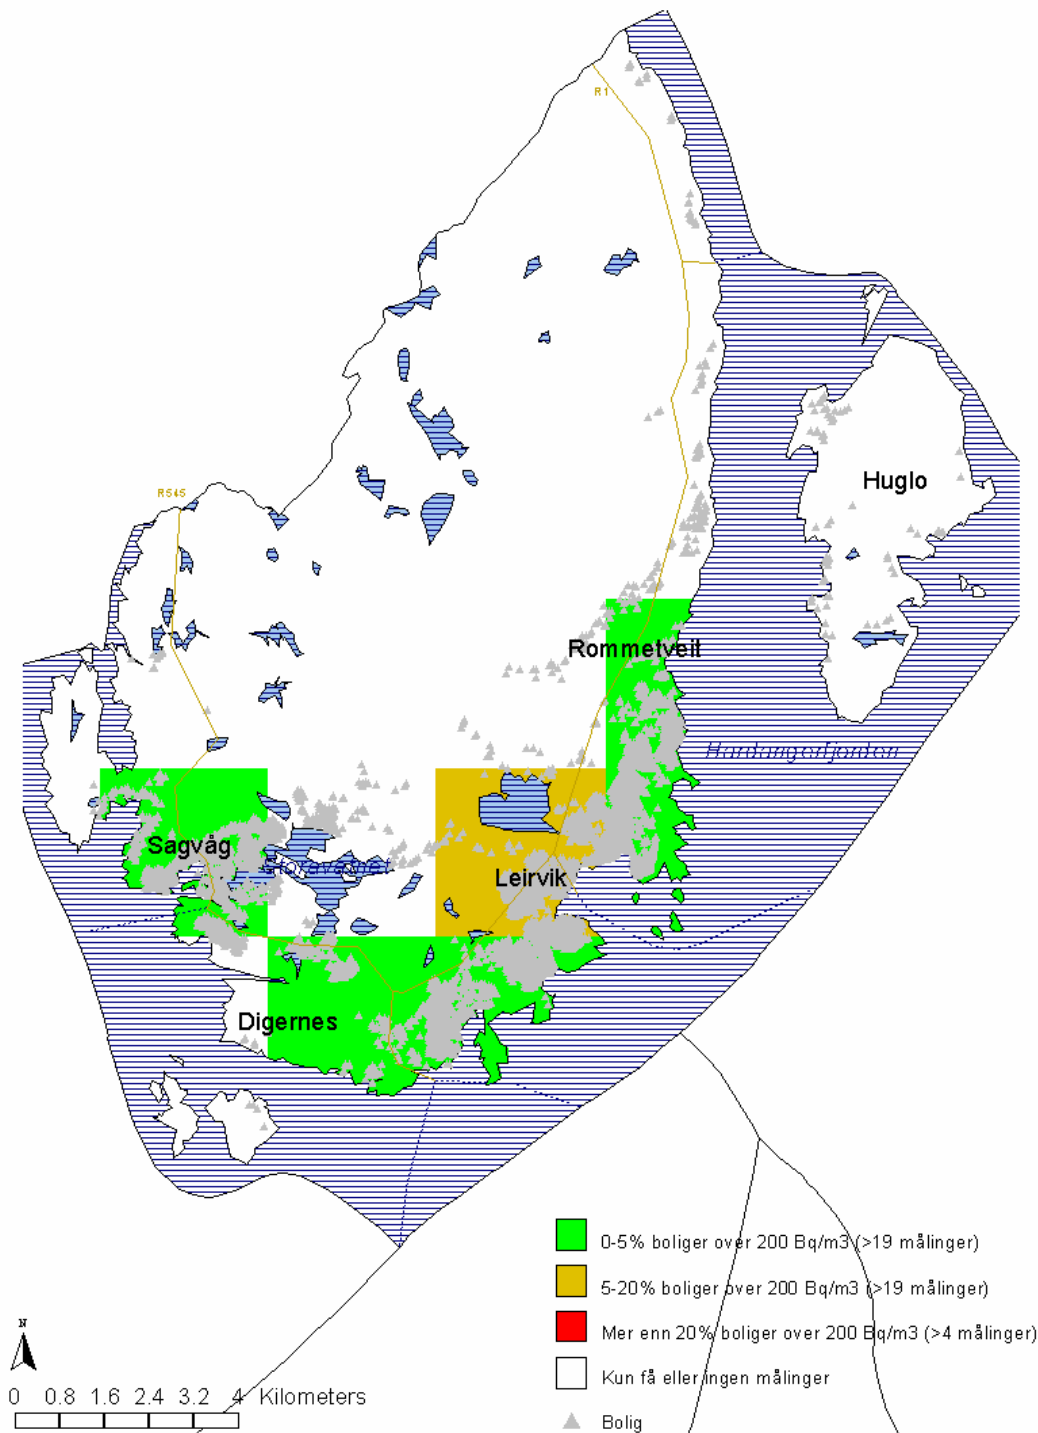 R1
Huglo
R545
Rommetveit
Hardangerfjorden
Sagvåg
Storavatnet
Leirvik
Digernes
0-5% boliger over 200 Bq/m3 (>19 målinger)
5-20% boliger over 200 Bq/m3 (>19 målinger)
Mer enn 20% boliger over 200 Bq/m3 (>4 målinger)
Kun få eller ingen målinger
Bolig
N
0 0.8 1.6 2.4 3.2 4 Kilometers